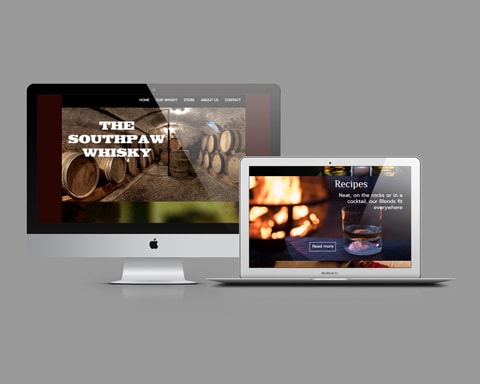 HOME OUR WHISKY STORE ABOUT US CONTACT
THE
SOUTHPAW
WHISKY
Recipes
Neat, on the rocks or in a
cocktail, our Blends fit
everywhere
Read more
MacBook Air